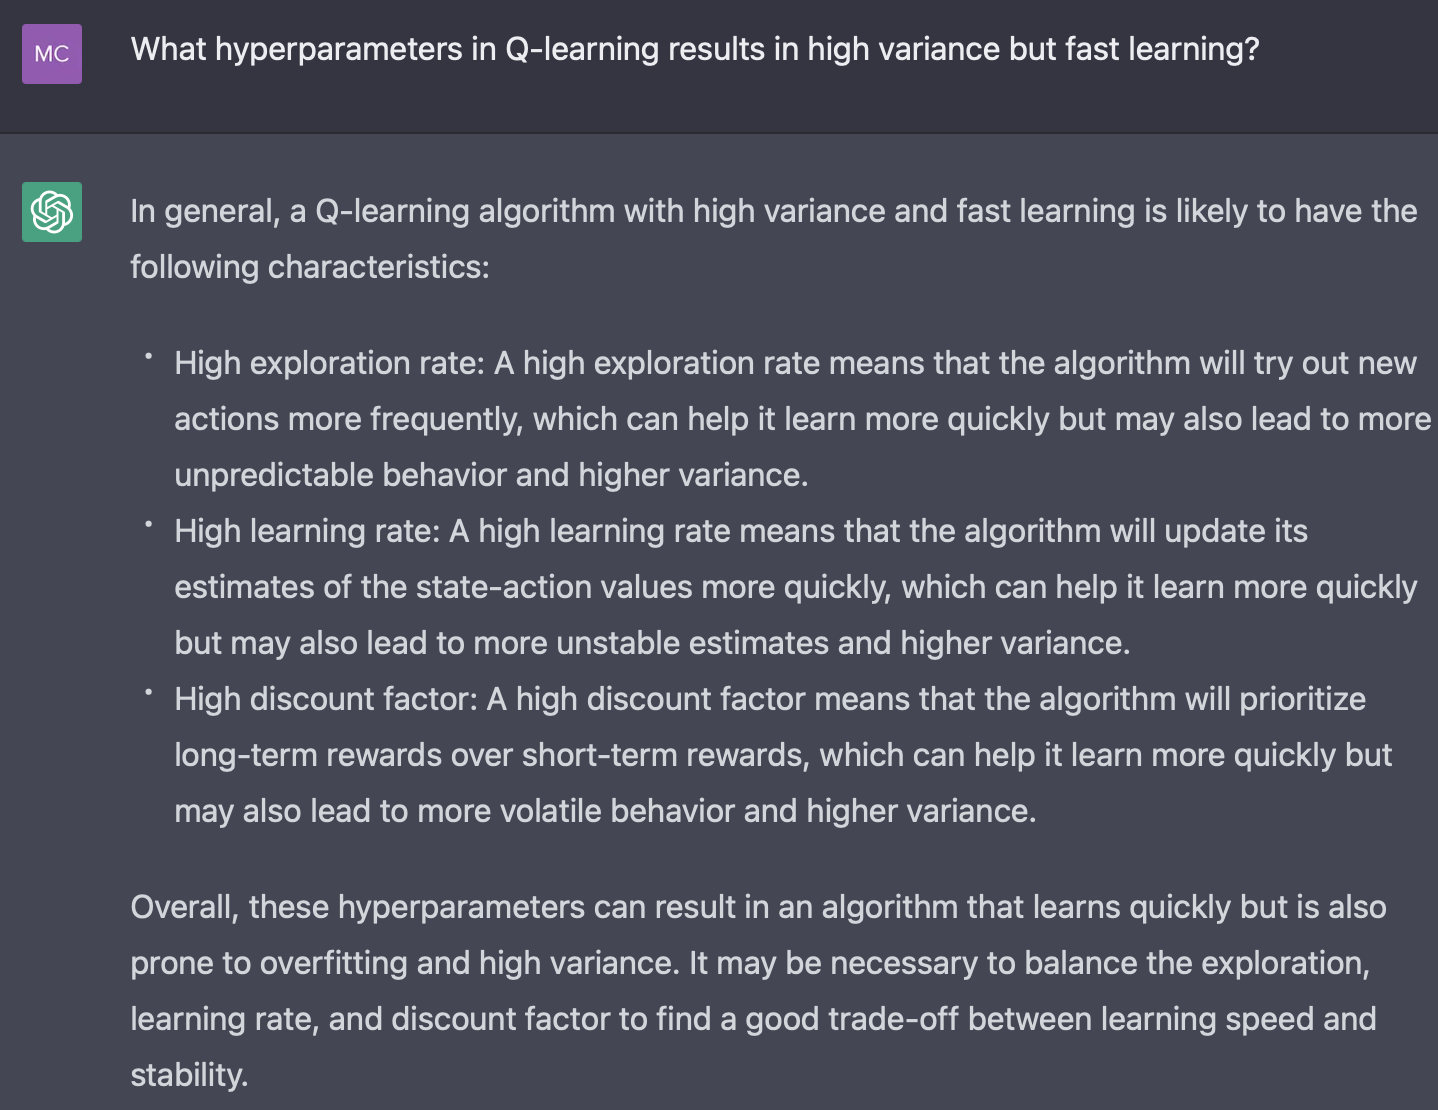 MC
What hyperparameters in Q-learning results in high variance but fast learning?
In general, a Q-learning algorithm with high variance and fast learning is likely to have the
following characteristics:
• High exploration rate: A high exploration rate means that the algorithm will try out new
actions more frequently, which can help it learn more quickly but may also lead to more
unpredictable behavior and higher variance.
• High learning rate: A high learning rate means that the algorithm will update its
estimates of the state-action values more quickly, which can help it learn more quickly
but may also lead to more unstable estimates and higher variance.
• High discount factor: A high discount factor means that the algorithm will prioritize
long-term rewards over short-term rewards, which can help it learn more quickly but
may also lead to more volatile behavior and higher variance.
Overall, these hyperparameters can result in an algorithm that learns quickly but is also
prone to overfitting and high variance. It may be necessary to balance the exploration,
learning rate, and discount factor to find a good trade-off between learning speed and
stability.